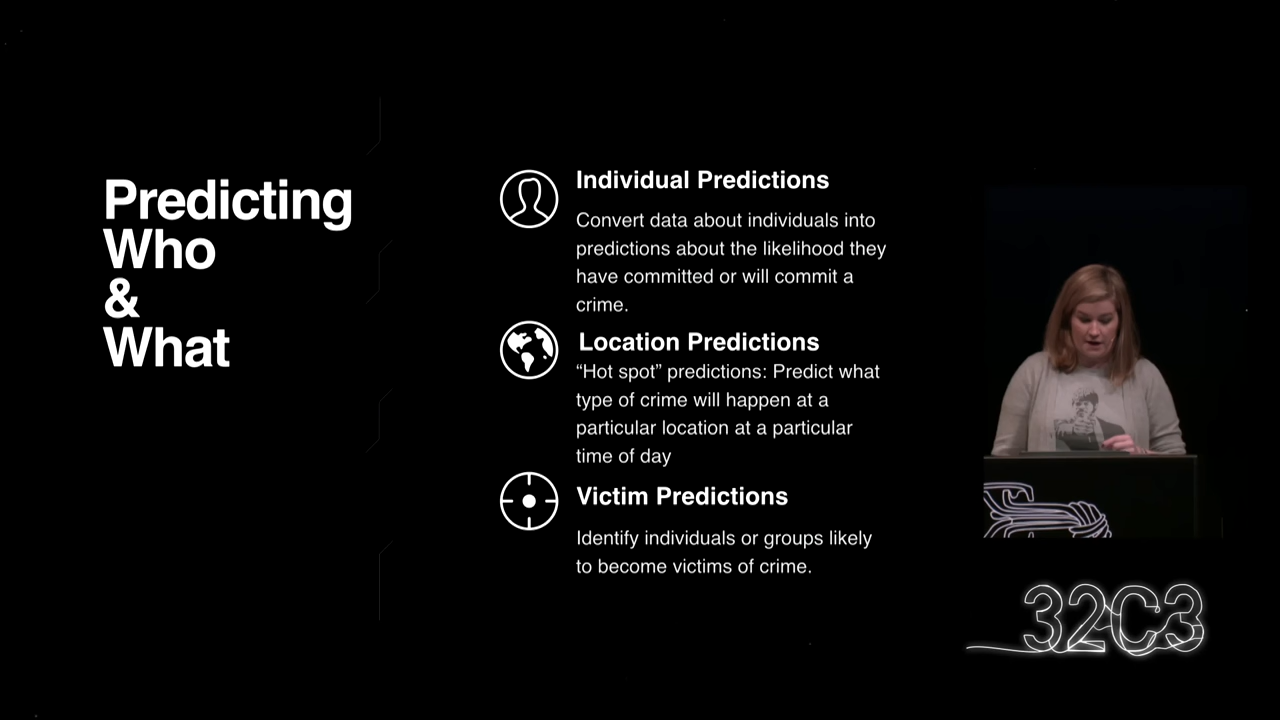 Predicting
Who
&
What
Individual Predictions
Convert data about individuals into
predictions about the likelihood they
have committed or will commit a
crime.
Location Predictions
“Hot spot” predictions: Predict what
type of crime will happen at a
particular location at a particular
time of day
Victim Predictions
Identify individuals or groups likely
to become victims of crime.
32C3